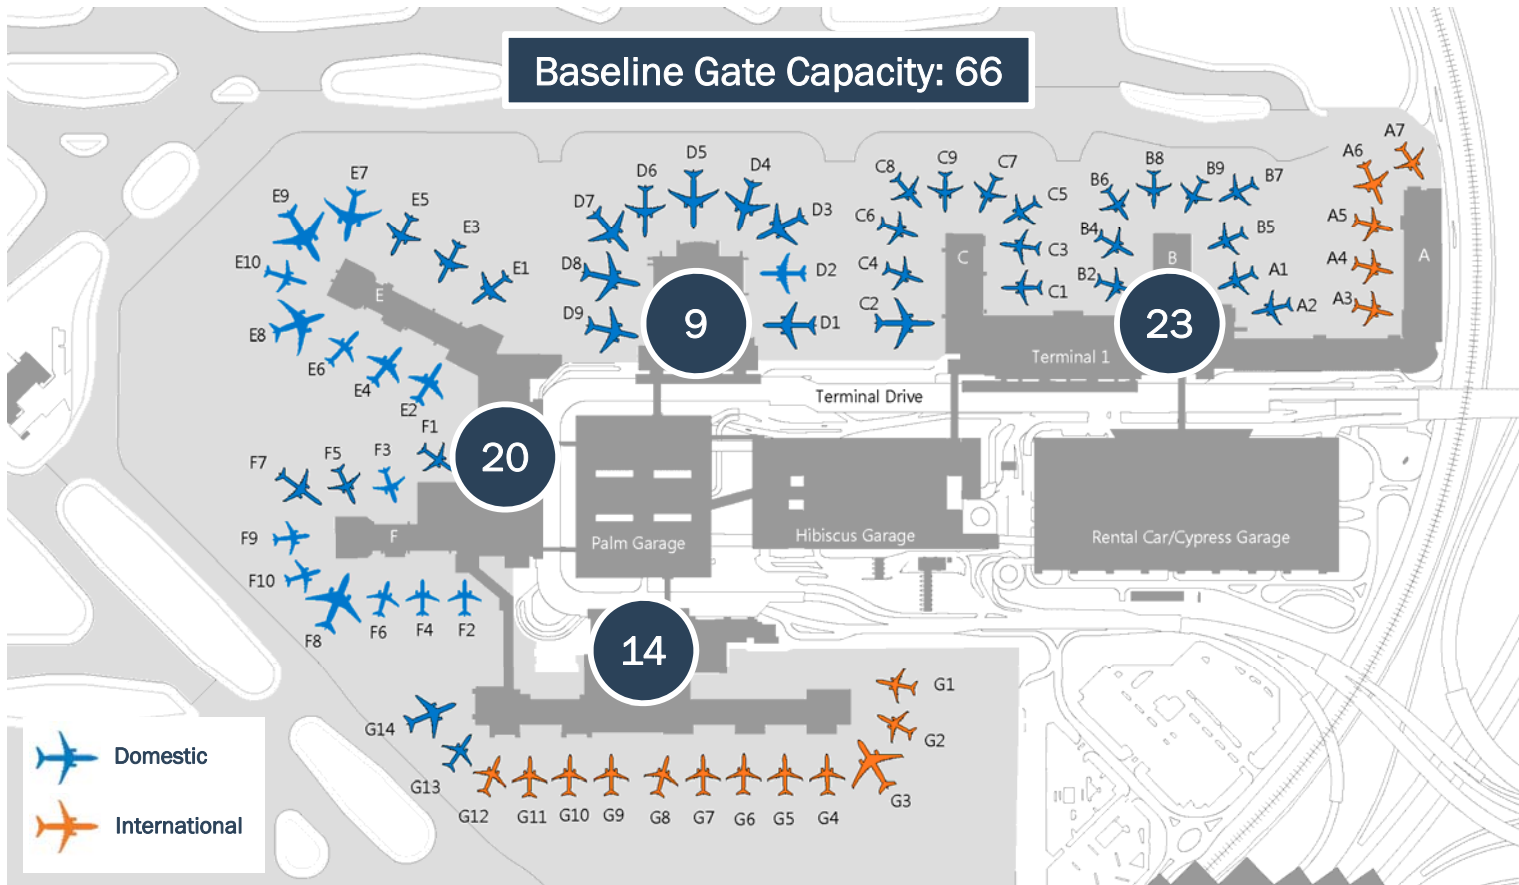 Baseline Gate Capacity: 66
A7
A6
A5
A4
A3
A
C8
C9
C7
C5
C6
C3
C4
C1
C2
C
B8
B6
B9
B7
B4
B5
B2
B
A1
A2
D5
D6
D4
D7
D3
D8
D2
D9
D1
E7
E9
E5
E3
E10
E1
E
E8
E6
E4
E2
9
23
Terminal 1
Terminal Drive
F1
F7
F5
F3
20
F9
F
F10
F8
F6
F4
F2
Palm Garage
Hibiscus Garage
Rental Car/Cypress Garage
14
G1
G2
G3
G14
G13
G12
G11
G10
G9
G8
G7
G6
G5
G4
Domestic
International